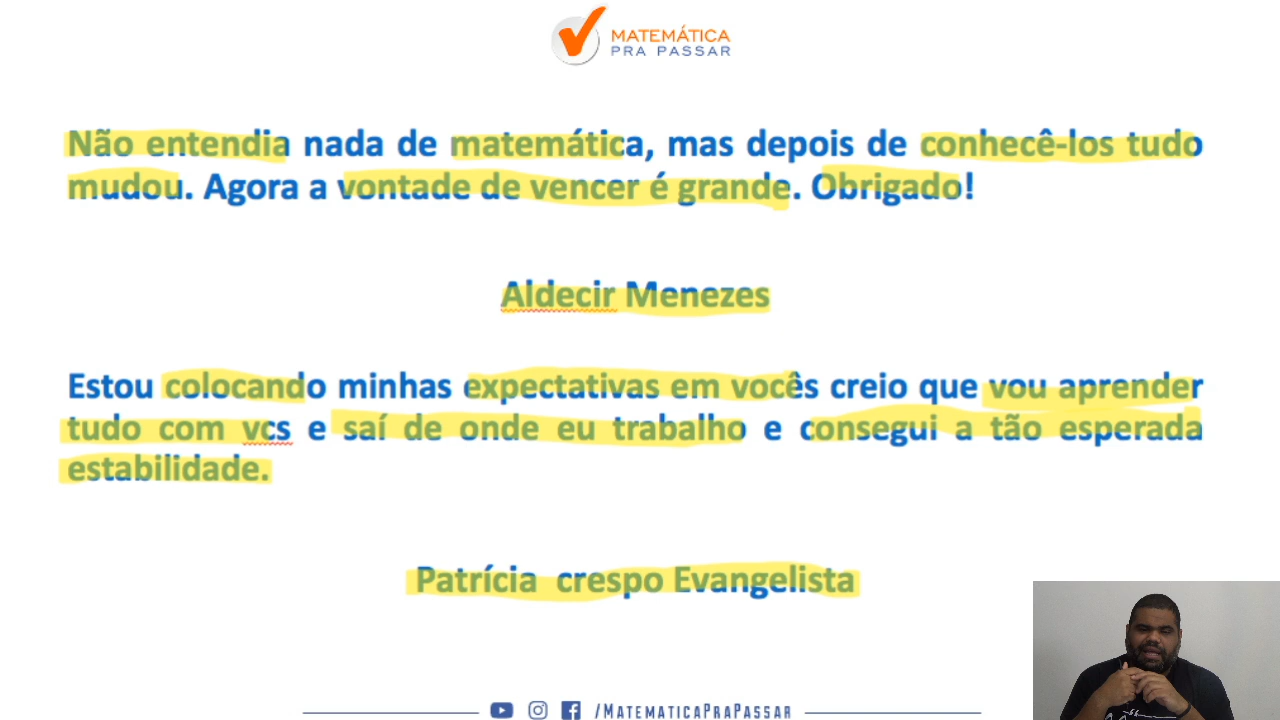 MATEMÁTICA
PRA PASSAR
Não entendia nada de matemática, mas depois de conhecê-los tudo
mudou. Agora a vontade de vencer é grande. Obrigado!
Aldecir Menezes
Estou colocando minhas expectativas em vocês creio que vou aprender
tudo com vcs e saí de onde eu trabalho e consegui a tão esperada
estabilidade.
Patrícia crespo Evangelista
/MATEMATICAPRAPASSAR